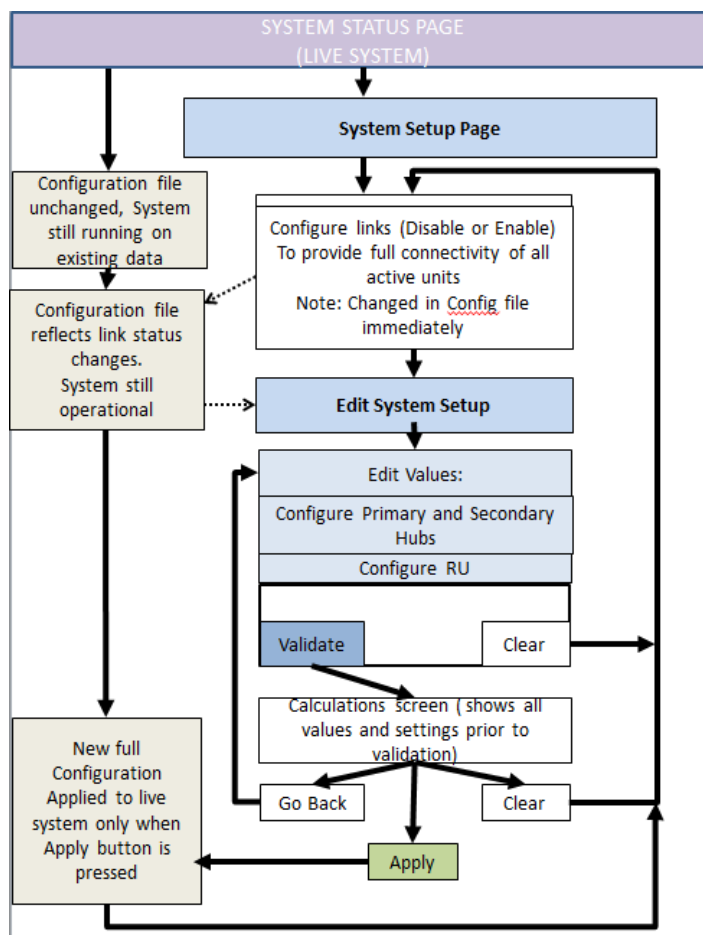 SYSTEM STATUS PAGE
(LIVE SYSTEM)
System Setup Page
Configuration file
unchanged, System
still running on
existing data
Configure links (Disable or Enable)
To provide full connectivity of all
active units
Note: Changed in Config file
immediately
Configuration file
reflects link status
changes.
System still
operational
Edit System Setup
Edit Values:
Configure Primary and Secondary
Hubs
Configure RU
Validate
Clear
Calculations screen ( shows all
values and settings prior to
validation)
Go Back
Clear
Apply
New full
Configuration
Applied to live
system only when
Apply button is
pressed